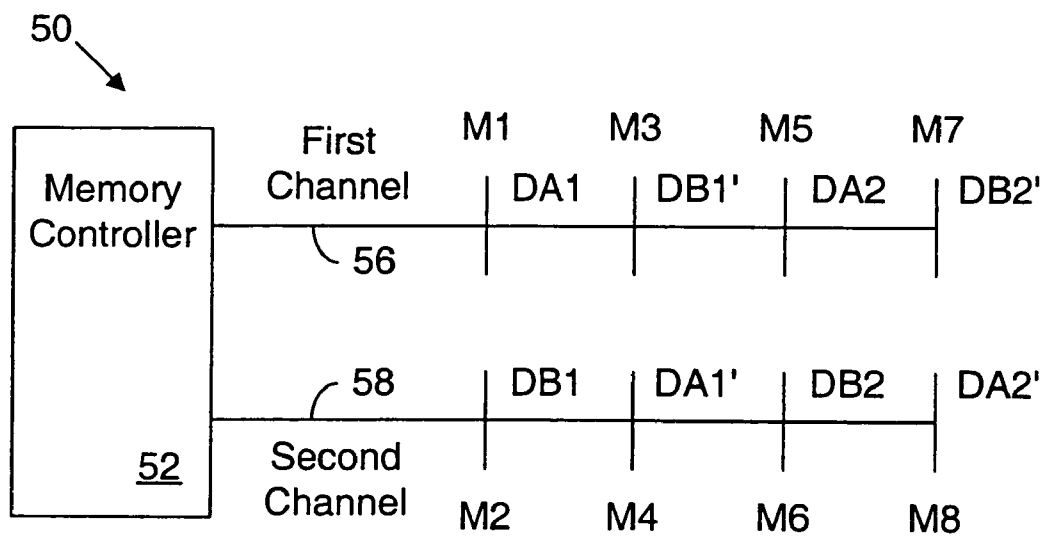 50
Memory
Controller
52
First
Channel
56
M1 M3 M5 M7
DA1 DB1' DA2 DB2'
58
Second
Channel
DB1 DA1' DB2 DA2'
M2 M4 M6 M8